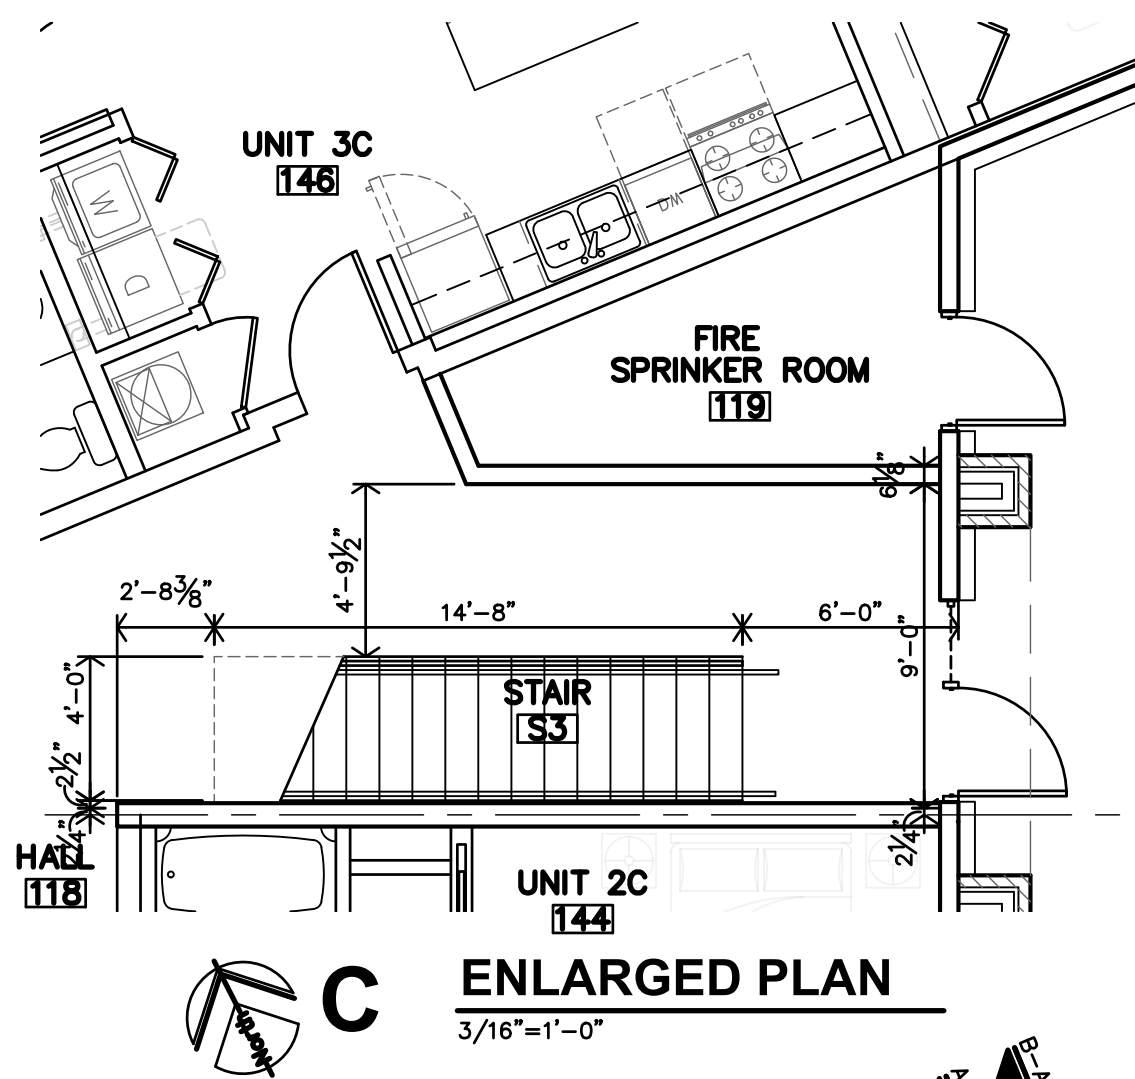 UNIT 3C
146
W
D
DW
FIRE
SPRINKER ROOM
119
6⅛"
4'-9½"
2'-8⅜"
14'-8"
6'-0"
9'-0"
4'-0"
STAIR
S3
2½"
2¼"
HALL
118
2¼"
UNIT 2C
144
C
ENLARGED PLAN
3/16"=1'-0"
North
B-A
A